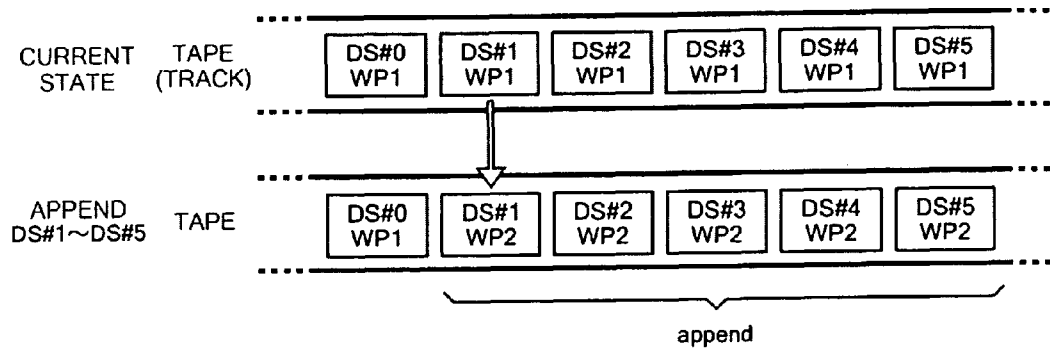 CURRENT STATE
TAPE (TRACK)
DS#0 WP1
DS#1 WP1
DS#2 WP1
DS#3 WP1
DS#4 WP1
DS#5 WP1
APPEND DS#1～DS#5
TAPE
DS#0 WP1
DS#1 WP2
DS#2 WP2
DS#3 WP2
DS#4 WP2
DS#5 WP2
append